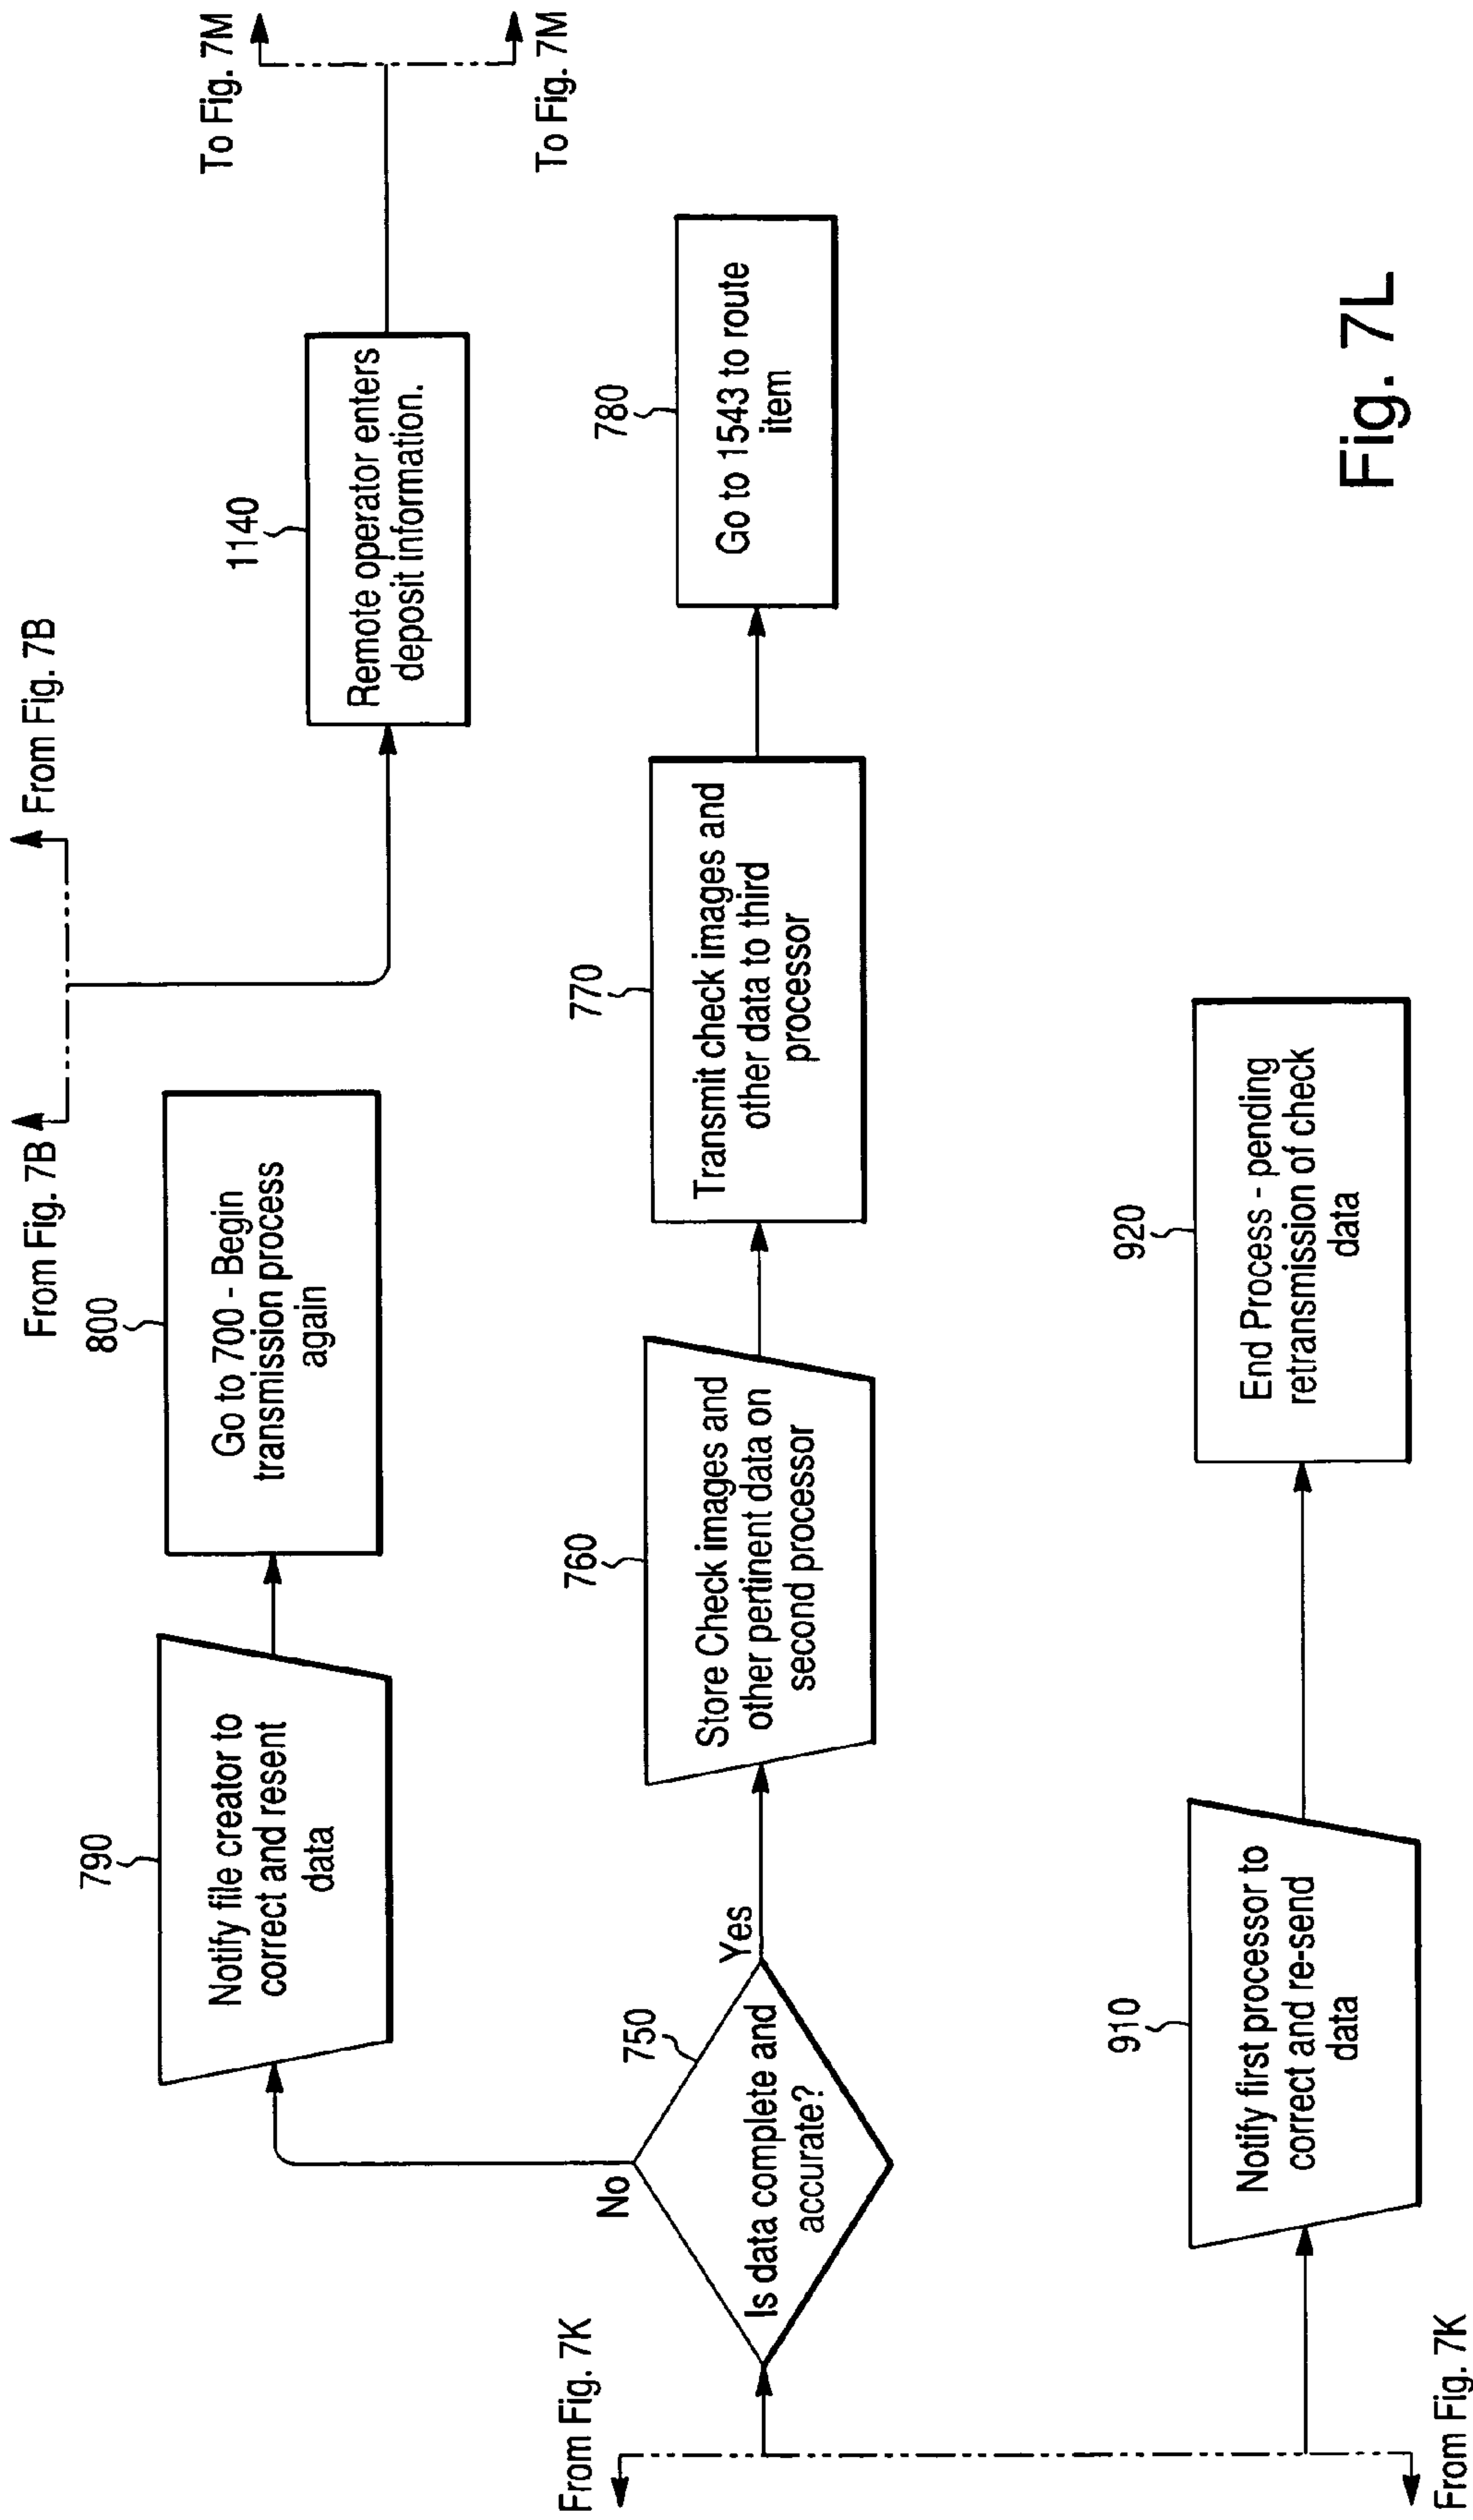 From Fig. 7B
From Fig. 7B
To Fig. 7M
To Fig. 7M
790
Notify file creator to
correct and resent
data
800
Go to 700 - Begin
transmission process
again
1140
Remote operator enters
deposit information.
From Fig. 7K
750
Is data complete and
accurate?
No
Yes
760
Store Check images and
other pertinent data on
second processor
770
Transmit check images and
other data to third
processor
780
Go to 1543 to route
item
910
Notify first processor to
correct and re-send
data
920
End Process - pending
retransmission of check
data
From Fig. 7K
Fig. 7L